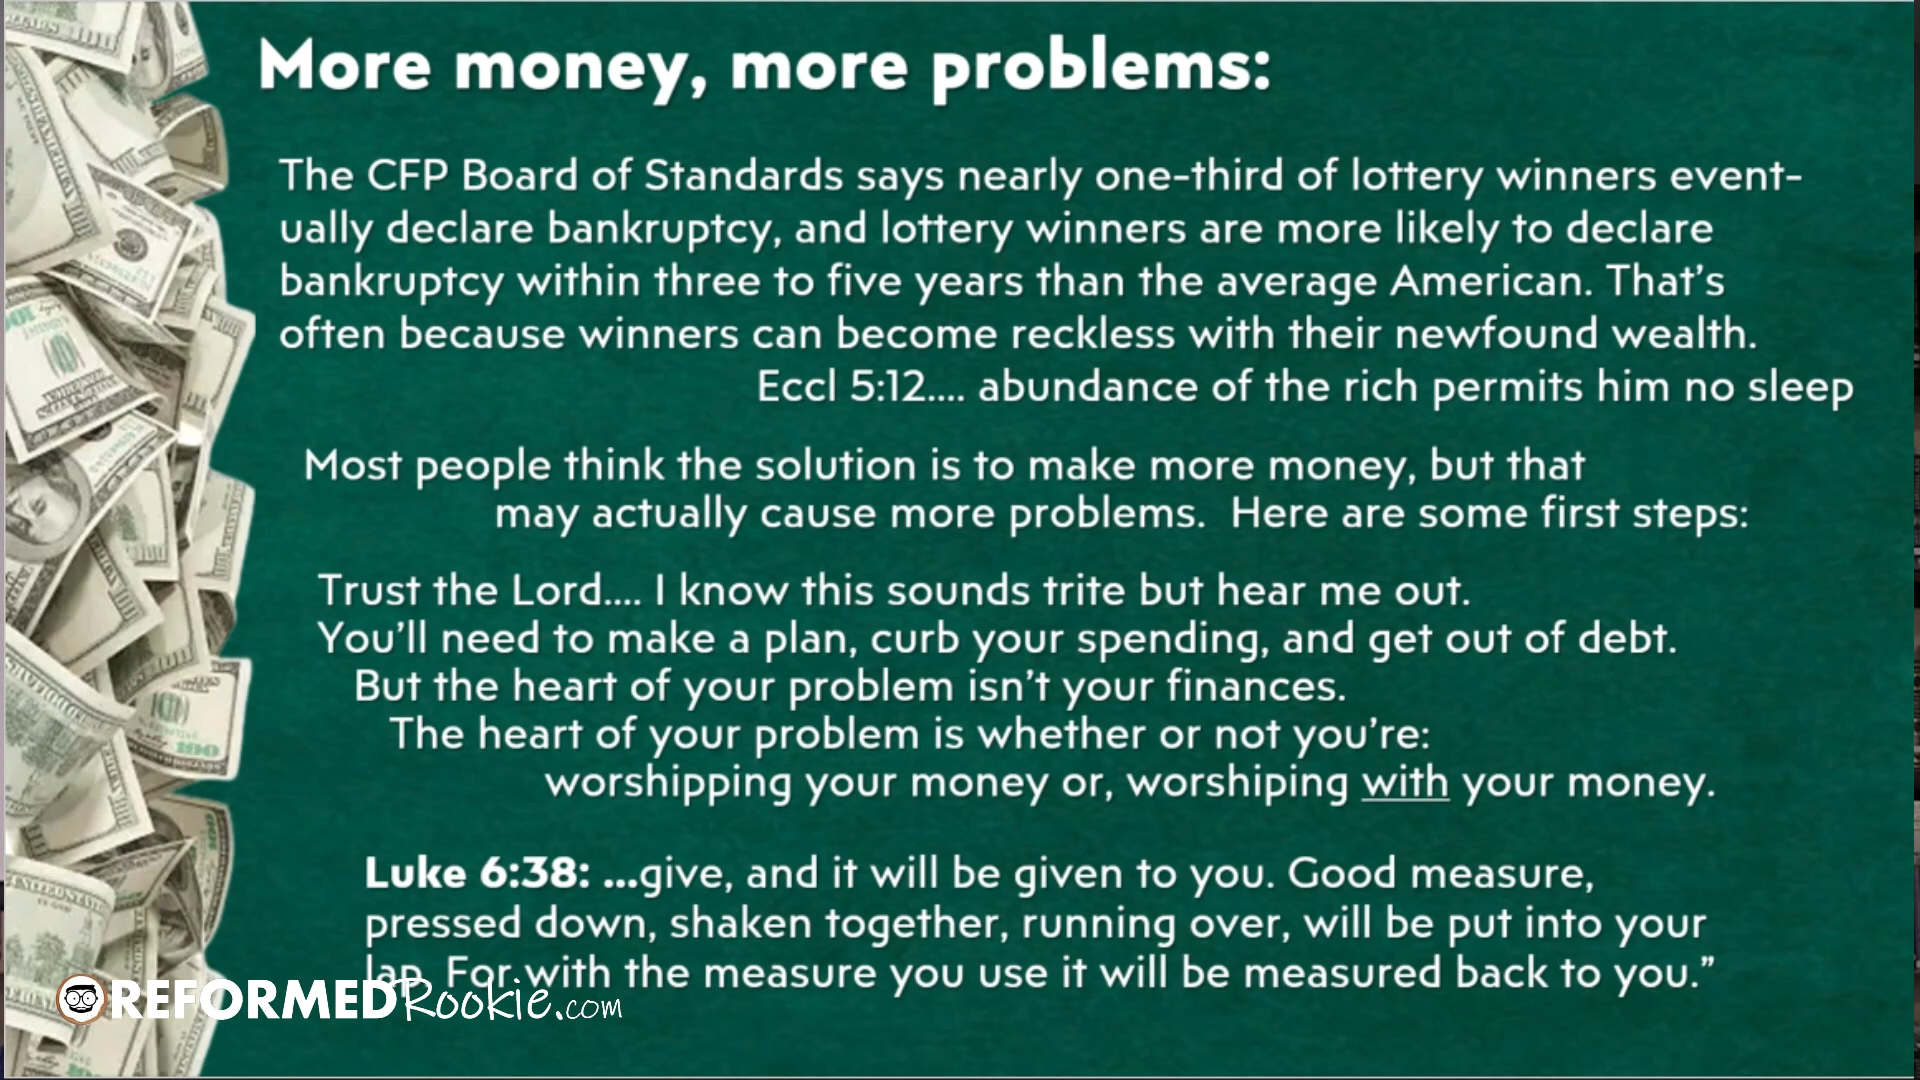 More money, more problems:
The CFP Board of Standards says nearly one-third of lottery winners event-
ually declare bankruptcy, and lottery winners are more likely to declare
bankruptcy within three to five years than the average American. That's
often because winners can become reckless with their newfound wealth.
Eccl 5:12.... abundance of the rich permits him no sleep
Most people think the solution is to make more money, but that
may actually cause more problems. Here are some first steps:
Trust the Lord.... I know this sounds trite but hear me out.
You'll need to make a plan, curb your spending, and get out of debt.
But the heart of your problem isn't your finances.
The heart of your problem is whether or not you're:
worshipping your money or, worshiping with your money.
Luke 6:38: ...give, and it will be given to you. Good measure,
pressed down, shaken together, running over, will be put into your
lap. For with the measure you use it will be measured back to you.”
REFORMEDRookie.com